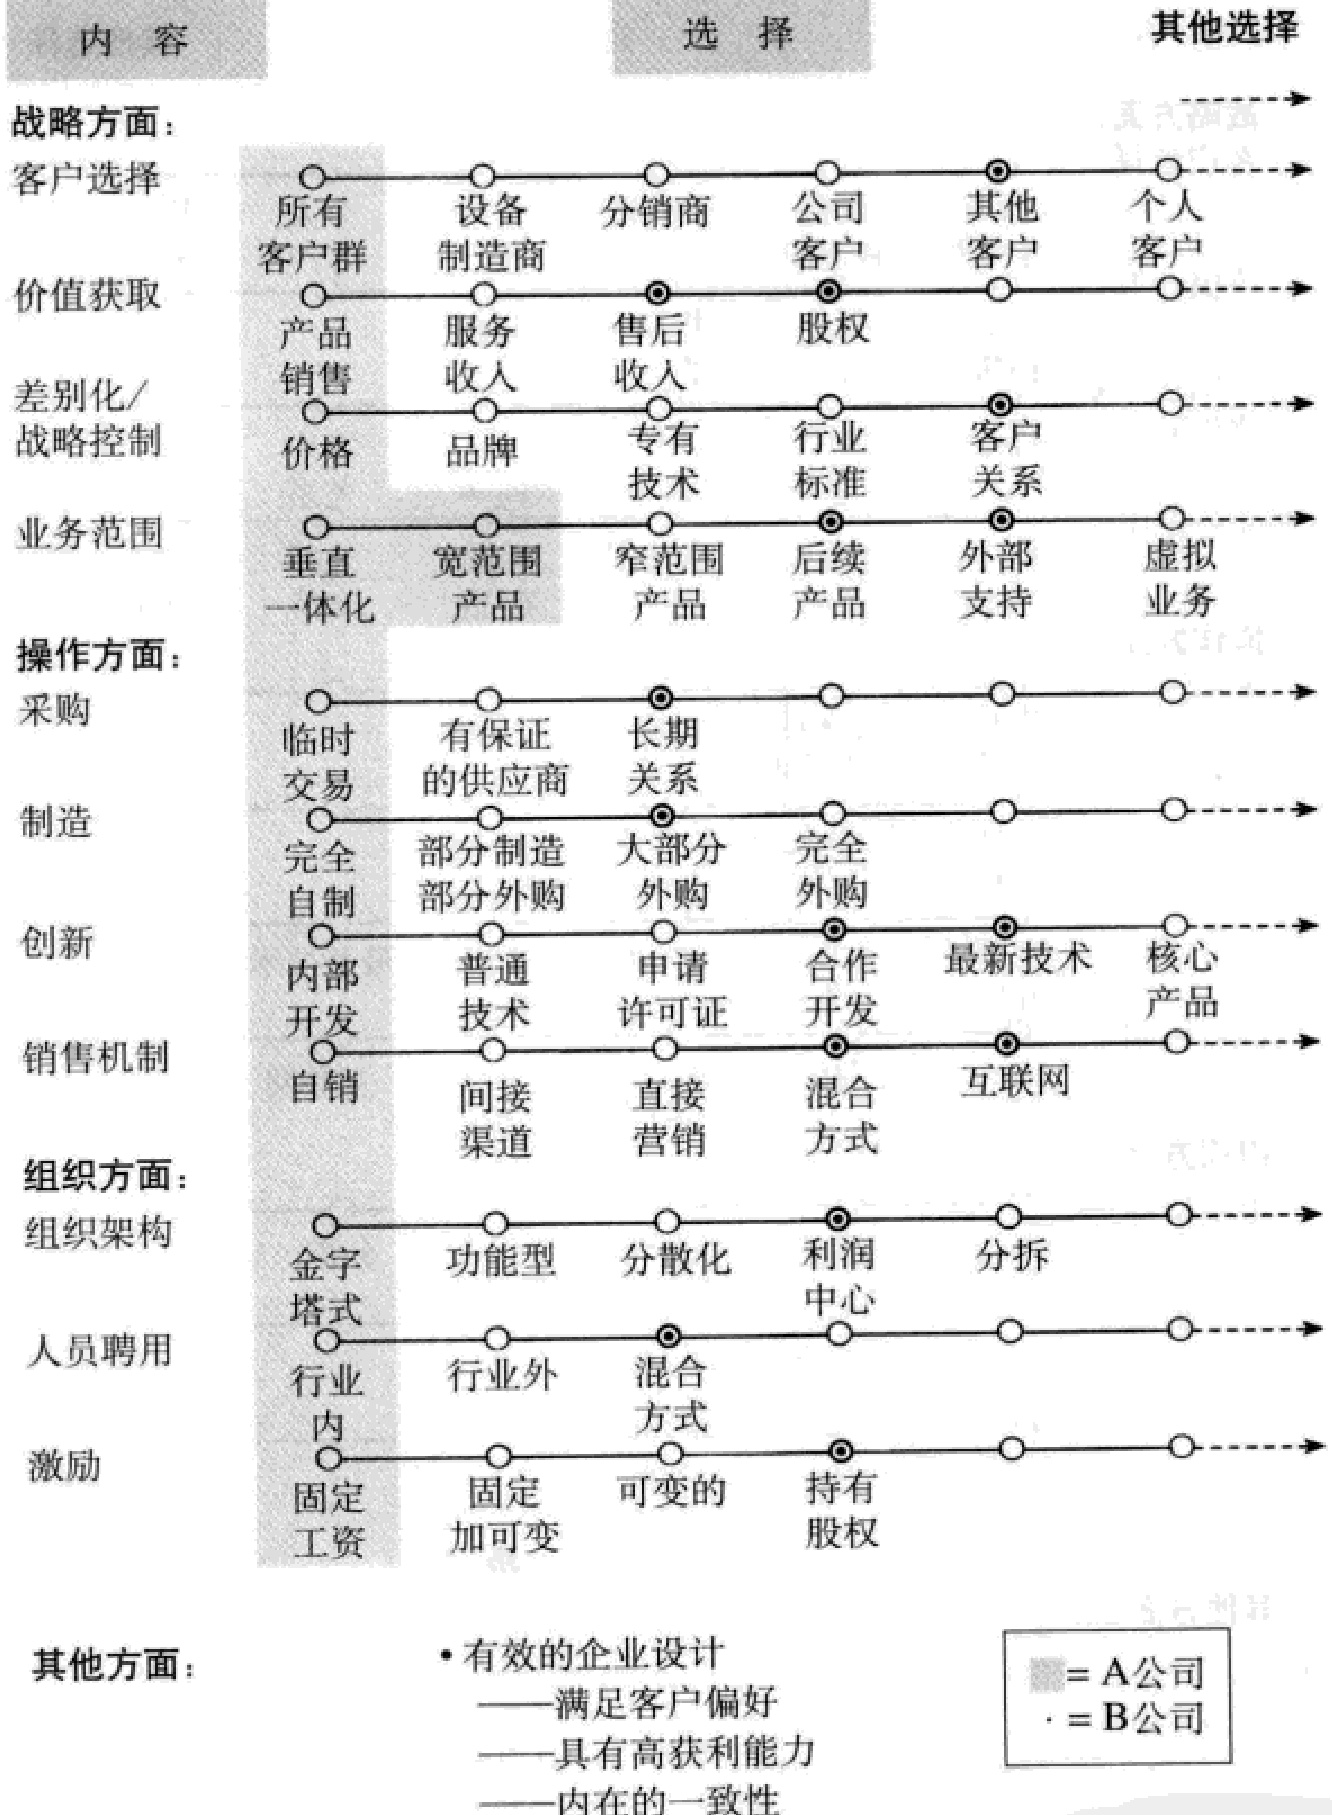 内 容 选 择 其他选择
战略方面：
客户选择
所有 设备 分销商 公司 其他 个人
客户群 制造商 客户 客户 客户
价值获取
产品 服务 售后 股权
销售 收入 收入
差别化/
战略控制
价格 品牌 专有 行业 客户
技术 标准 关系
业务范围
垂直 宽范围 窄范围 后续 外部 虚拟
一体化 产品 产品 产品 支持 业务
操作方面：
采购
临时 有保证 长期
交易 的供应商 关系
制造
完全 部分制造 大部分 完全
自制 部分外购 外购 外购
创新
内部 普通 申请 合作 最新技术 核心
开发 技术 许可证 开发 产品
销售机制
自销 间接 直接 混合 互联网
渠道 营销 方式
组织方面：
组织架构
金字 功能型 分散化 利润 分拆
塔式 中心
人员聘用
行业 行业外 混合
内 方式
激励
固定 固定 可变的 持有
工资 加可变 股权
其他方面：
• 有效的企业设计
——满足客户偏好
——具有高获利能力
——内在的一致性
= A公司
· = B公司